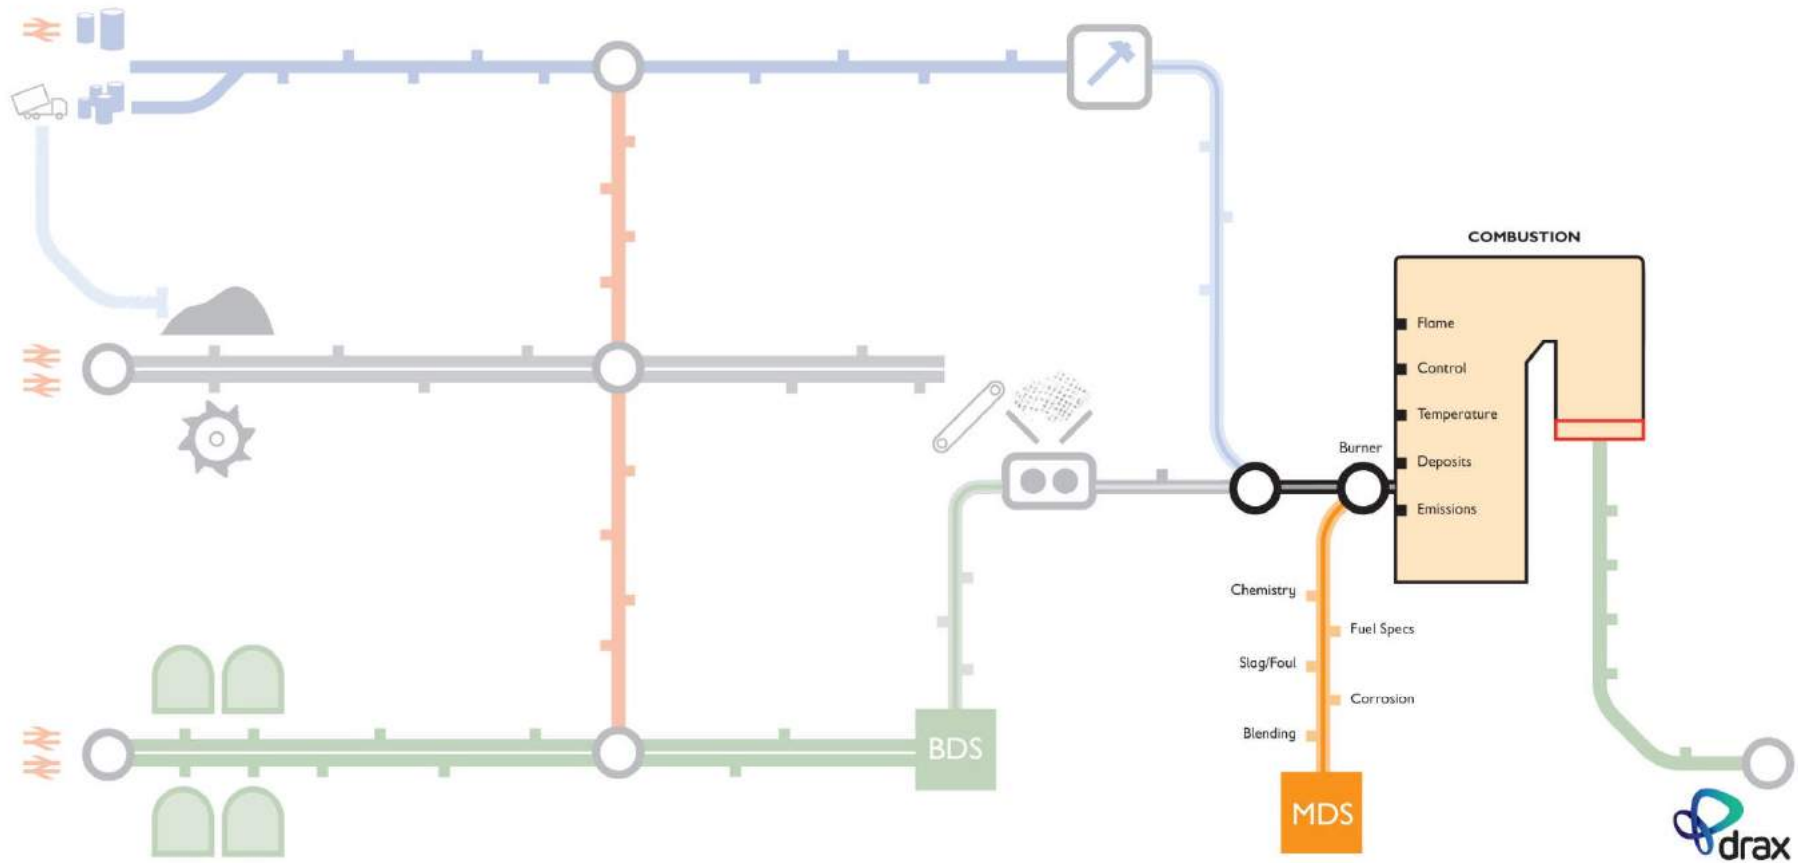 COMBUSTION
Flame
Control
Temperature
Burner
Deposits
Emissions
Chemistry
Fuel Specs
Slag/Foul
Corrosion
Blending
BDS
MDS
drax